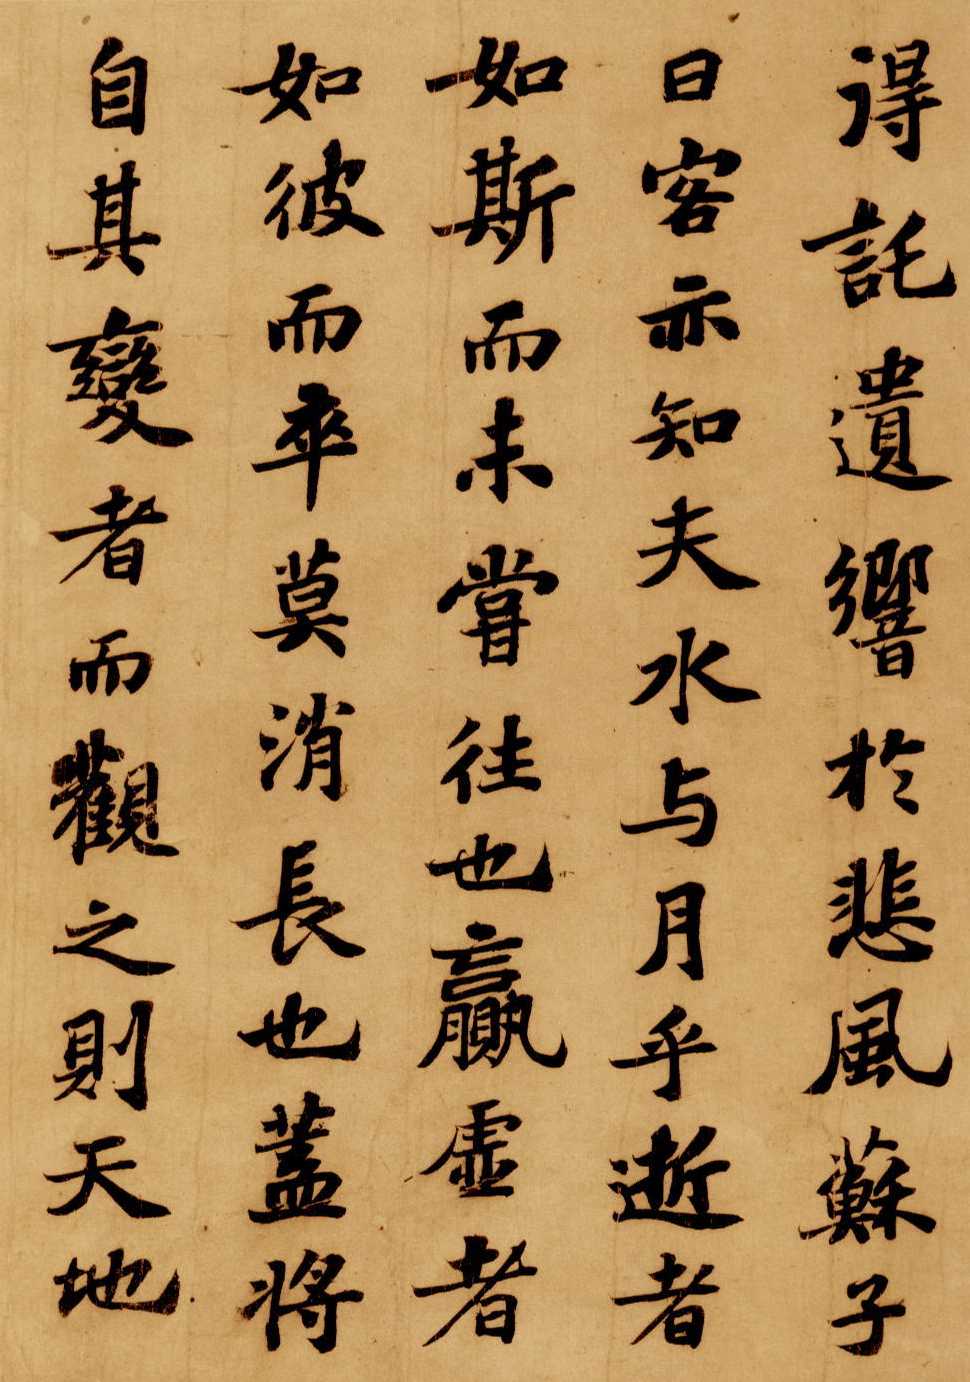 得託遺響於悲風蘇子
曰客亦知夫水与月乎逝者
如斯而未嘗往也贏虛者
如彼而卒莫消長也蓋將
自其變者而觀之則天地